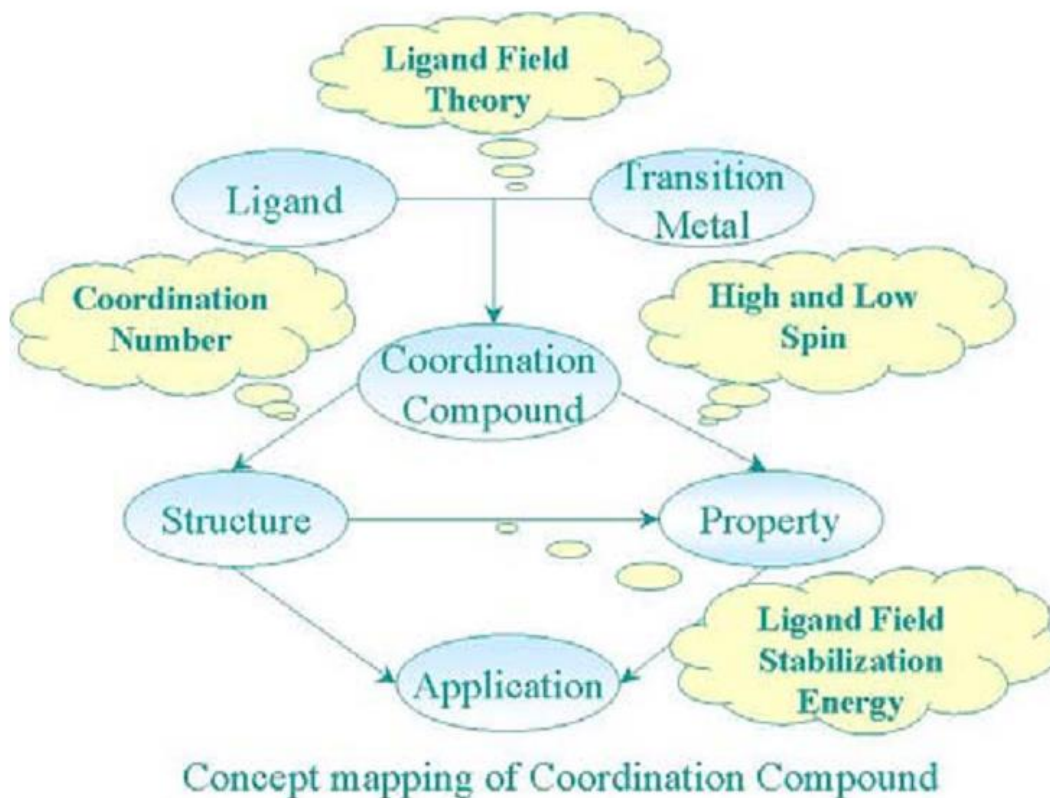 Ligand Field
Theory
Ligand
Transition
Metal
Coordination
Number
High and Low
Spin
Coordination
Compound
Structure
Property
Ligand Field
Stabilization
Energy
Application
Concept mapping of Coordination Compound